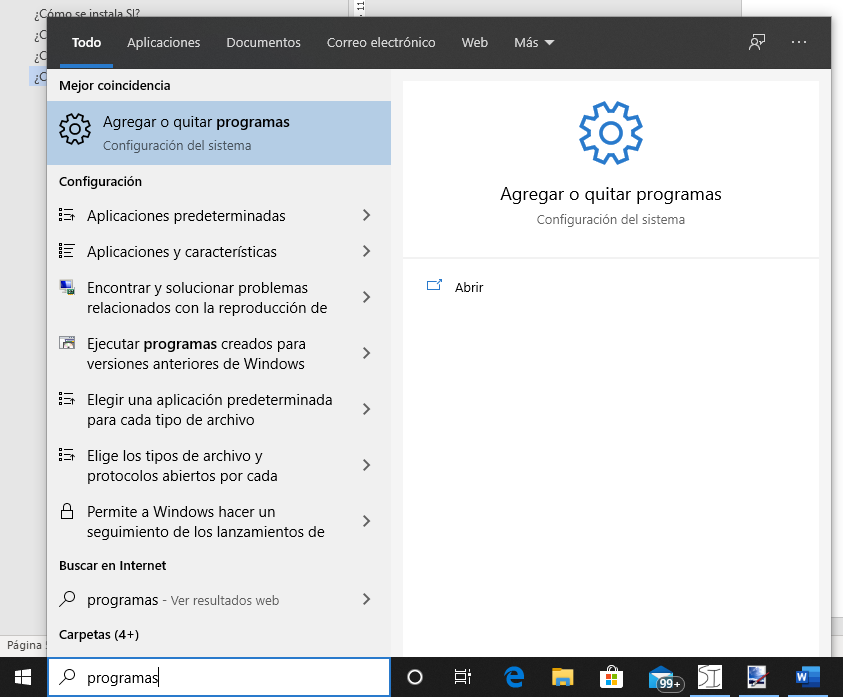 ¿Cómo se instala SI?
11
Todo
Aplicaciones
Documentos
Correo electrónico
Web
Más
Mejor coincidencia
Agregar o quitar programas
Configuración del sistema
Configuración
Aplicaciones predeterminadas
Aplicaciones y características
Encontrar y solucionar problemas
relacionados con la reproducción de
Ejecutar programas creados para
versiones anteriores de Windows
Elegir una aplicación predeterminada
para cada tipo de archivo
Elige los tipos de archivo y
protocolos abiertos por cada
Permite a Windows hacer un
seguimiento de los lanzamientos de
Buscar en Internet
programas - Ver resultados web
Carpetas (4+)
Agregar o quitar programas
Configuración del sistema
Abrir
Página
programas
99+
SI
W